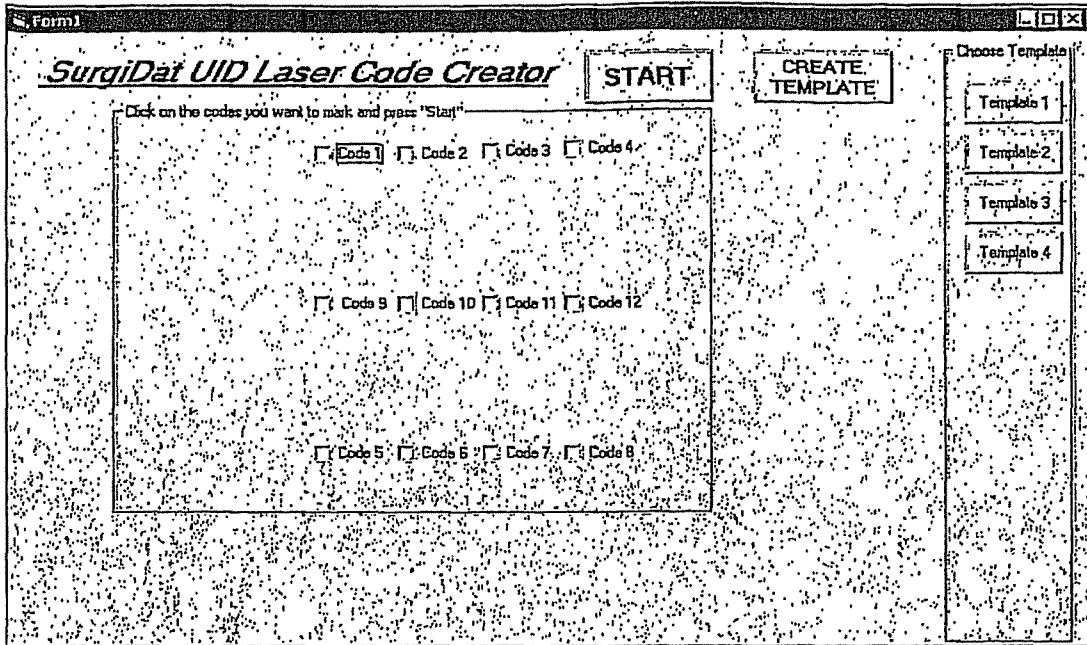 Form1
SurgiDat UID Laser Code Creator
START
CREATE
TEMPLATE
Choose Template
Template 1
Template 2
Template 3
Template 4
Click on the codes you want to mark and press "Start"
Code 1 Code 2 Code 3 Code 4
Code 9 Code 10 Code 11 Code 12
Code 5 Code 6 Code 7 Code 8